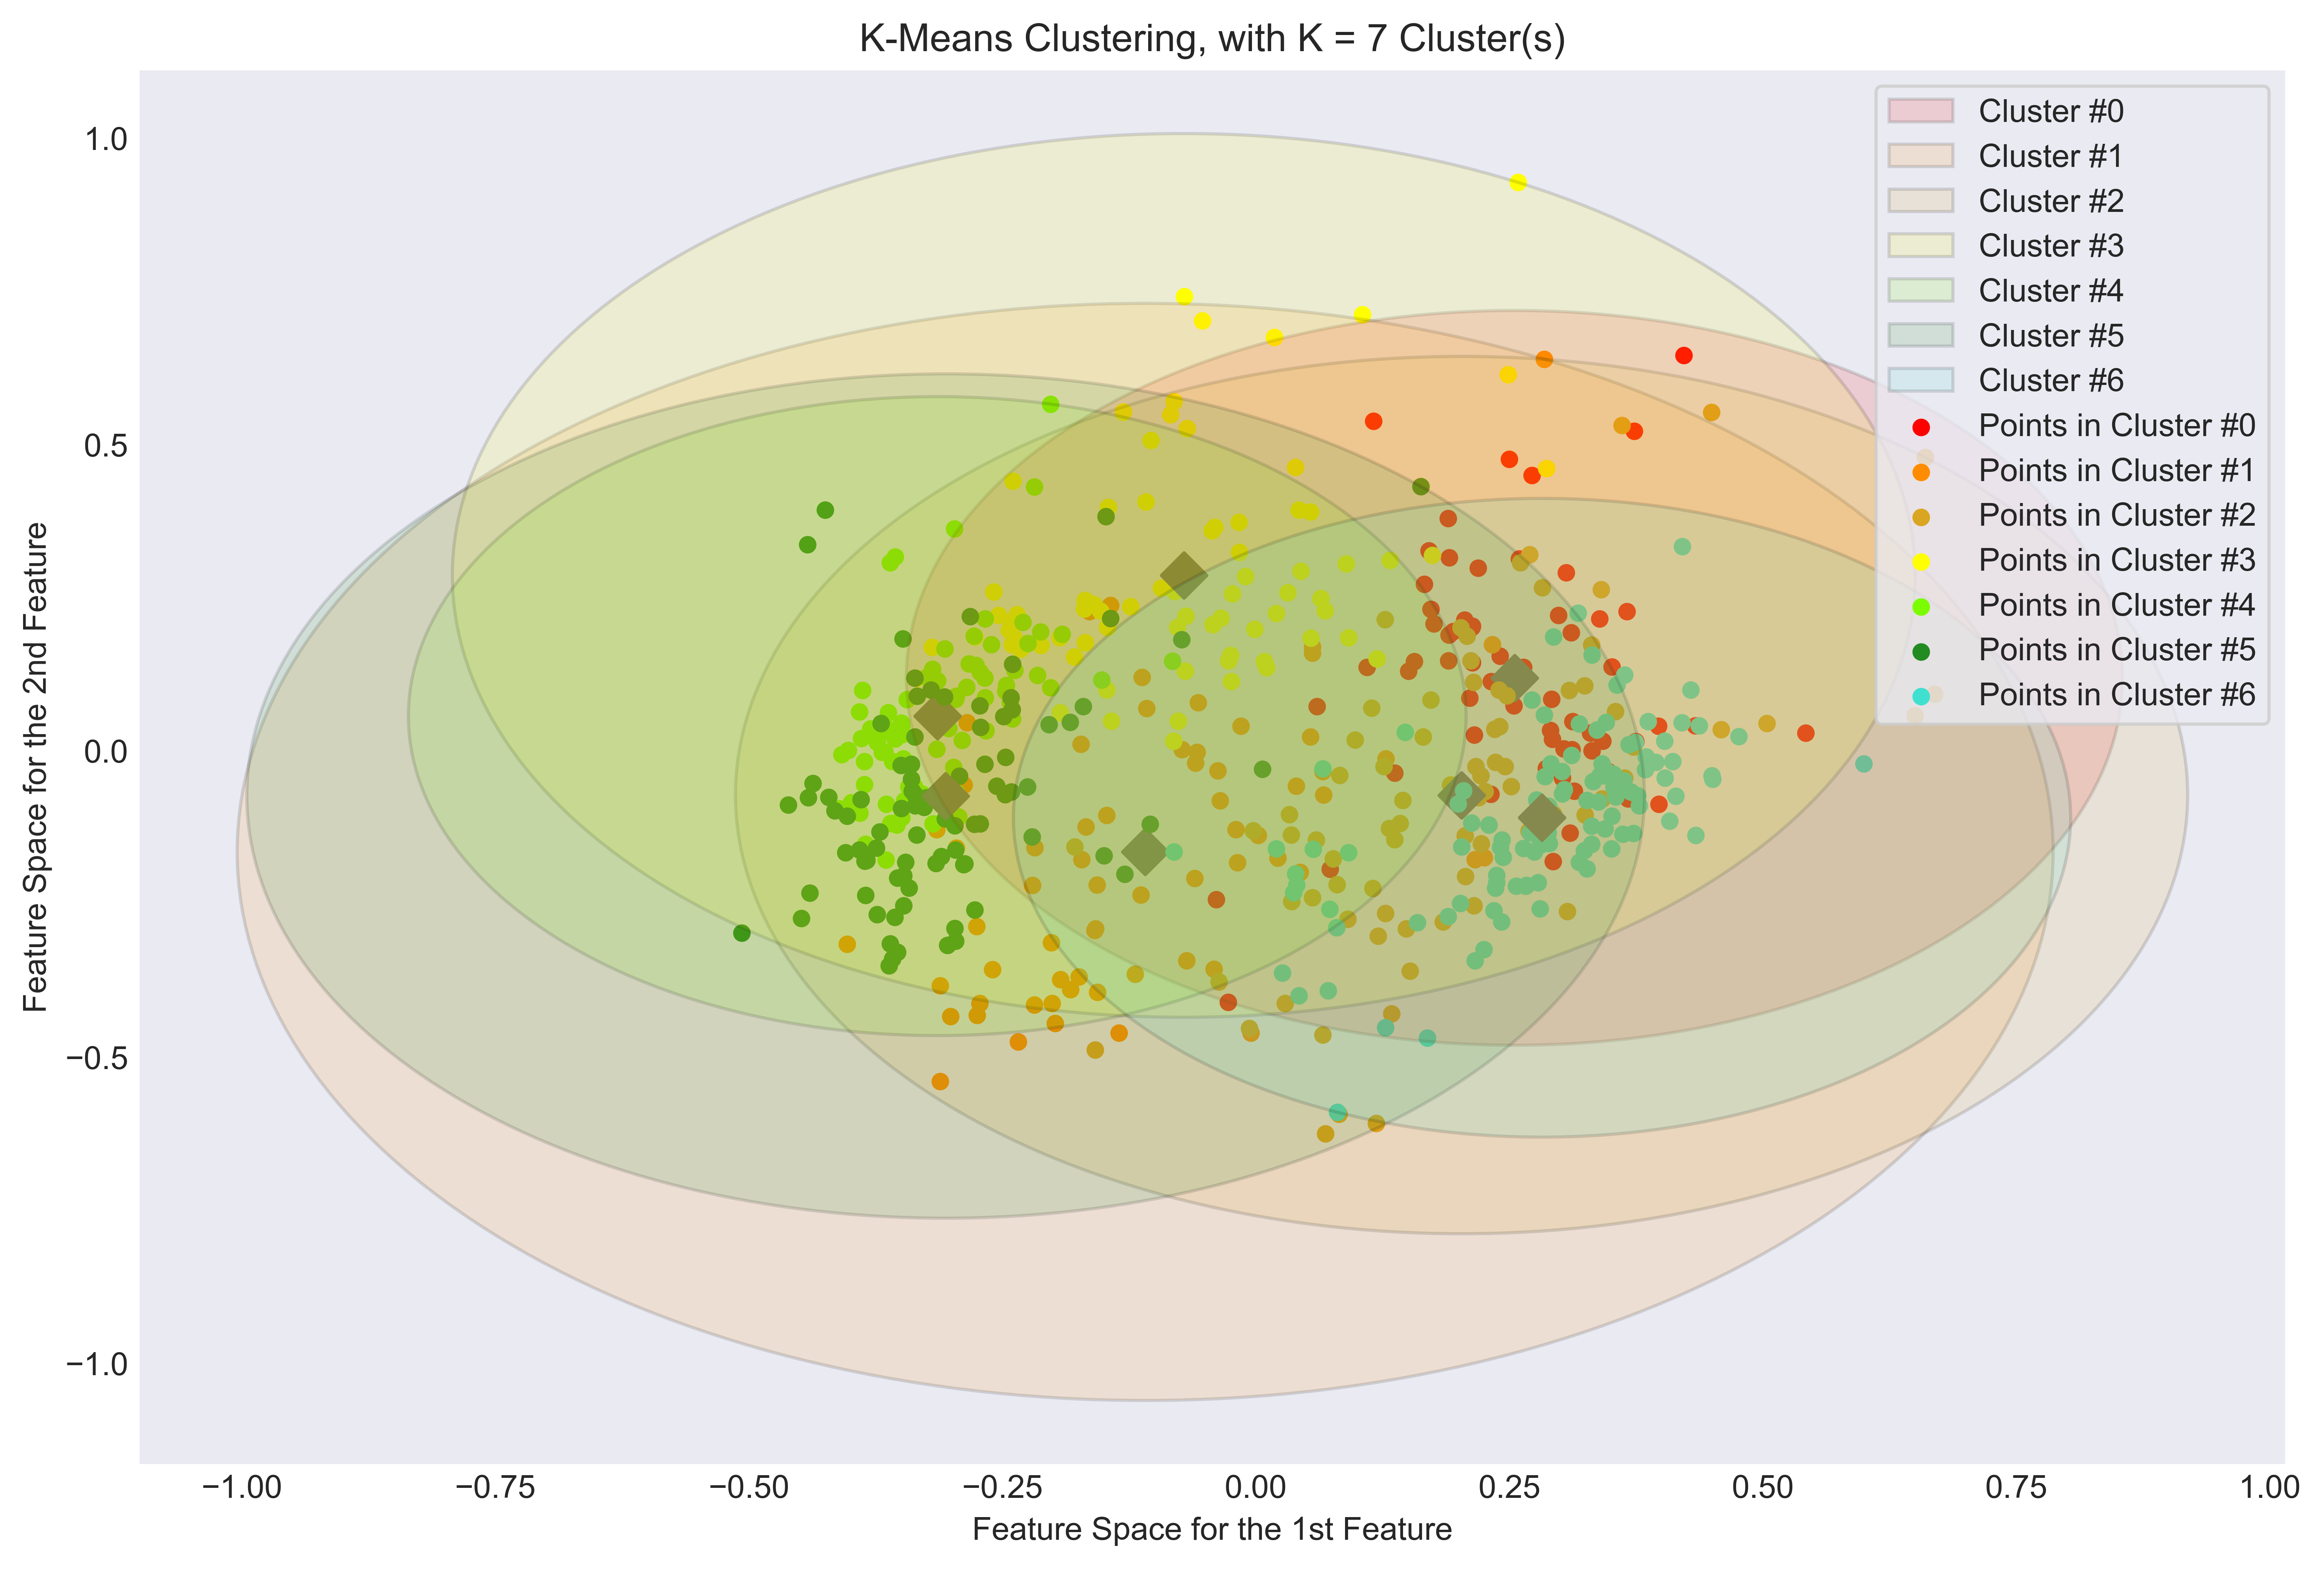 K-Means Clustering, with K = 7 Cluster(s)
Cluster #0
Cluster #1
Cluster #2
Cluster #3
Cluster #4
Cluster #5
Cluster #6
Points in Cluster #0
Points in Cluster #1
Points in Cluster #2
Points in Cluster #3
Points in Cluster #4
Points in Cluster #5
Points in Cluster #6
Feature Space for the 2nd Feature
1.0
0.5
0.0
−0.5
−1.0
−1.00 −0.75 −0.50 −0.25 0.00 0.25 0.50 0.75 1.00
Feature Space for the 1st Feature